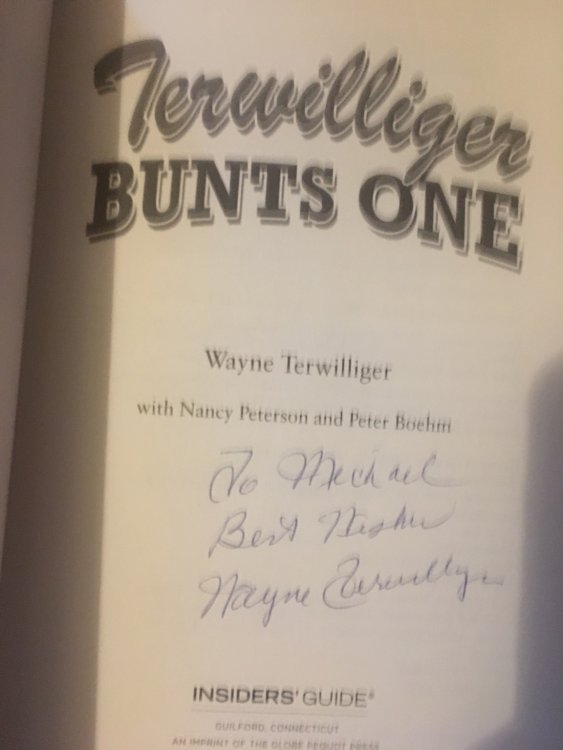 Terwilliger
BUNTS ONE
Wayne Terwilliger
with Nancy Peterson and Peter Boehm
To Michael
Best Wishes
Wayne Terwilliger
INSIDERS' GUIDE®
GUILFORD, CONNECTICUT
AN IMPRINT OF THE GLOBE PEQUOT PRESS